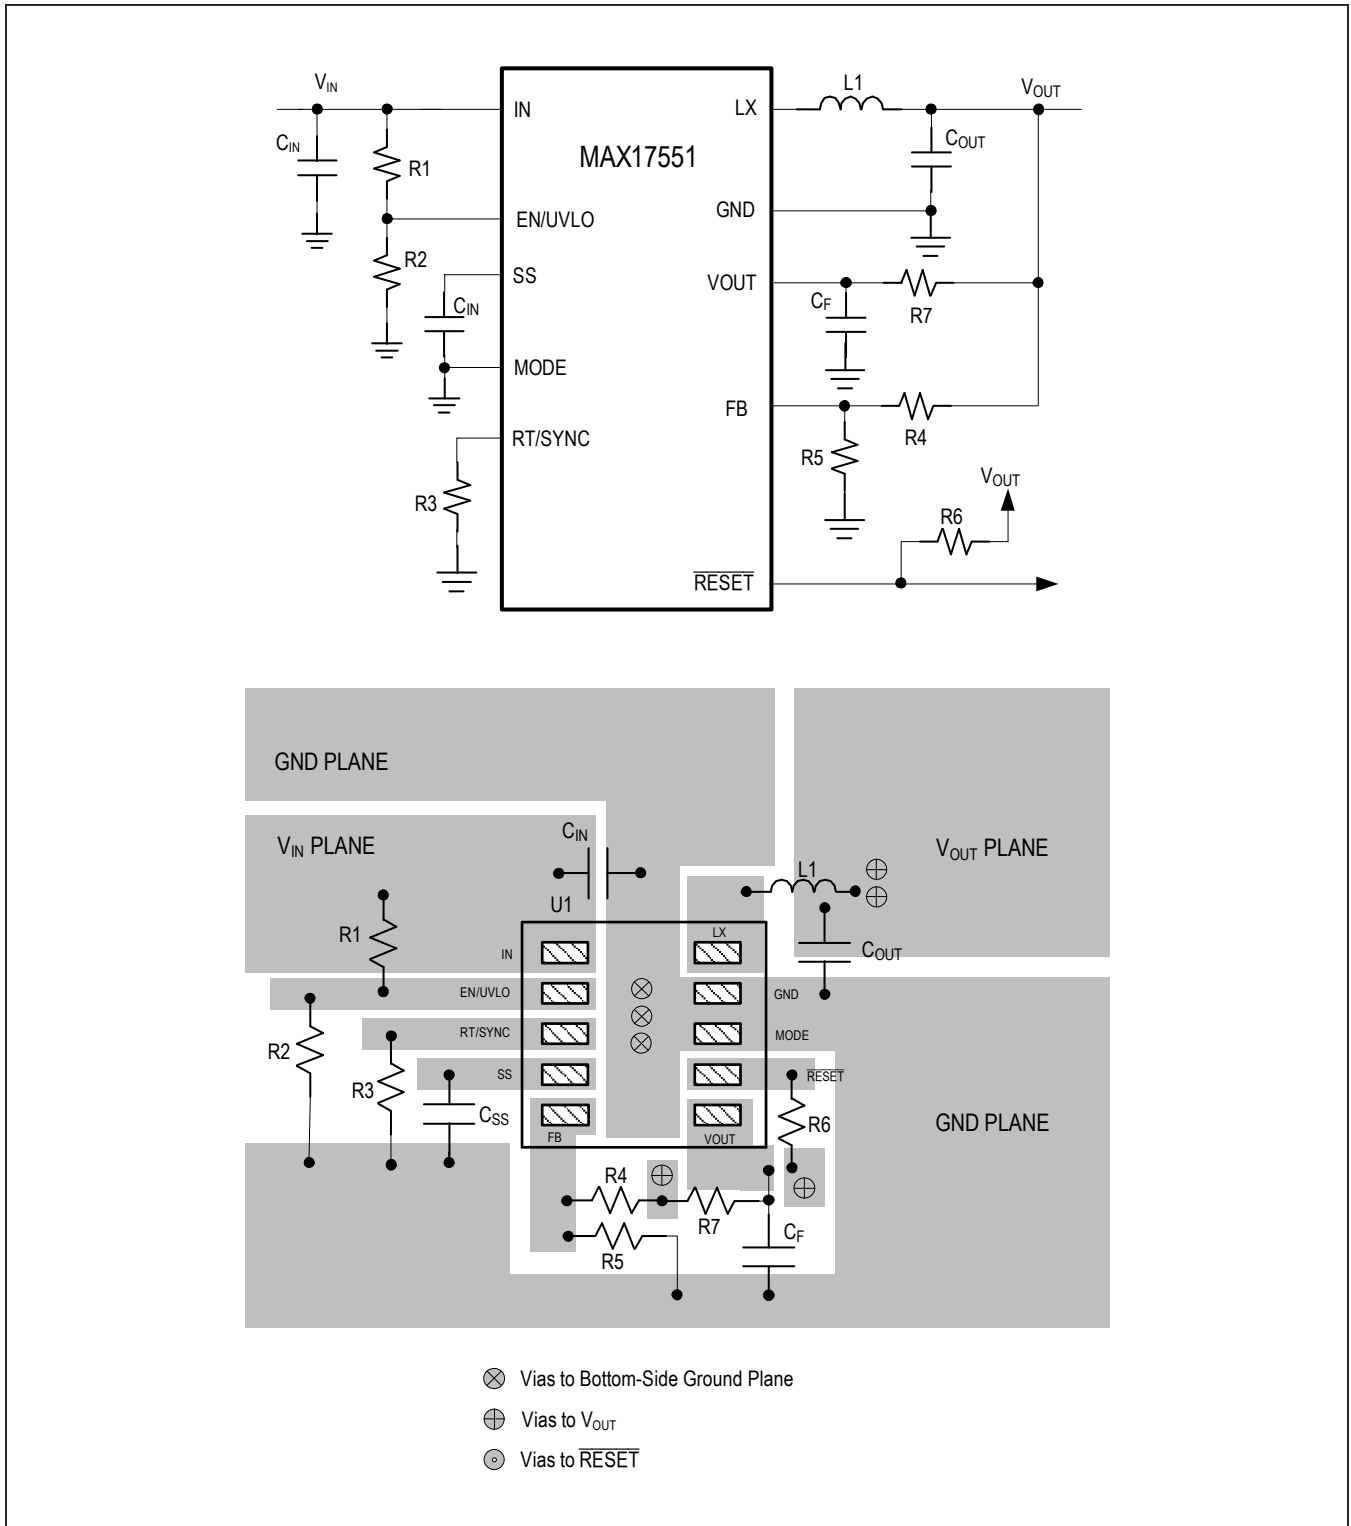 VIN
L1
VOUT
IN
LX
CIN
R1
MAX17551
COUT
GND
EN/UVLO
R2
SS
VOUT
CIN
CF
R7
MODE
FB
R4
RT/SYNC
R5
VOUT
R3
R6
RESET
GND PLANE
VIN PLANE
CIN
VOUT PLANE
L1
U1
R1
LX
IN
COUT
EN/UVLO
GND
RT/SYNC
MODE
R2
SS
RESET
R3
CSS
R6
GND PLANE
FB
VOUT
R4
R7
CF
R5
Vias to Bottom-Side Ground Plane
Vias to VOUT
Vias to RESET